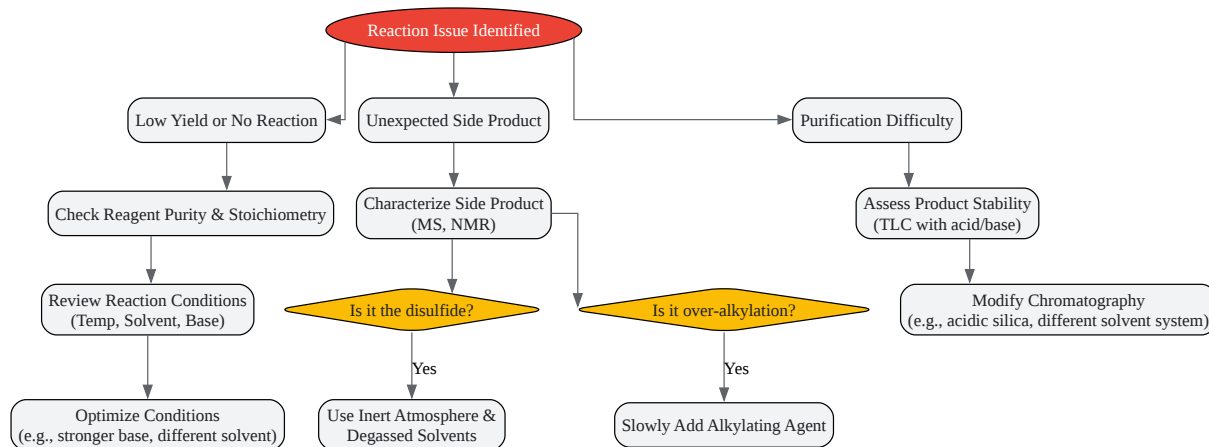 Reaction Issue Identified
Low Yield or No Reaction
Unexpected Side Product
Purification Difficulty
Check Reagent Purity & Stoichiometry
Characterize Side Product
(MS, NMR)
Assess Product Stability
(TLC with acid/base)
Review Reaction Conditions
(Temp, Solvent, Base)
Is it the disulfide?
Is it over-alkylation?
Modify Chromatography
(e.g., acidic silica, different solvent system)
Yes
Yes
Optimize Conditions
(e.g., stronger base, different solvent)
Use Inert Atmosphere &
Degassed Solvents
Slowly Add Alkylating Agent